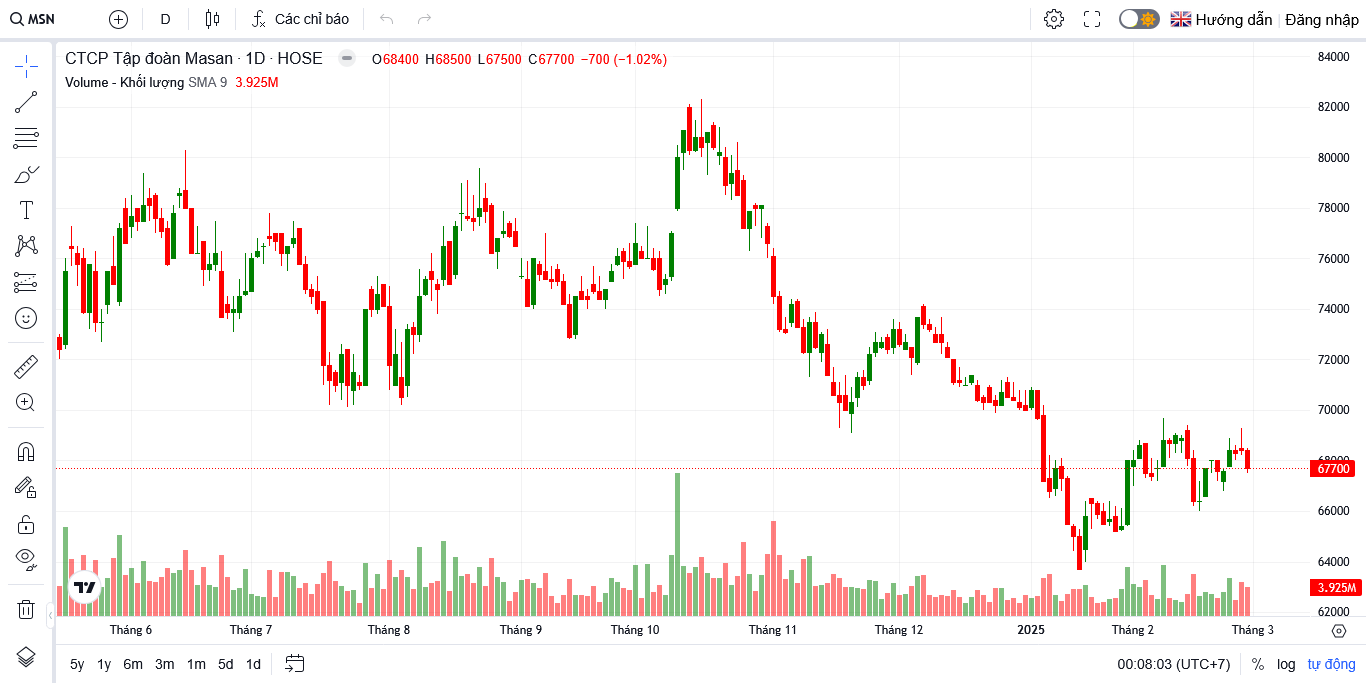 MSN D Các chỉ báo Hướng dẫn Đăng nhập
CTCP Tập đoàn Masan · 1D · HOSE O68400 H68500 L67500 C67700 −700 (−1.02%)
Volume - Khối lượng SMA 9 3.925M
84000
82000
80000
78000
76000
74000
72000
70000
68000
67700
66000
64000
3.925M
62000
Tháng 6 Tháng 7 Tháng 8 Tháng 9 Tháng 10 Tháng 11 Tháng 12 2025 Tháng 2 Tháng 3
5y 1y 6m 3m 1m 5d 1d 00:08:03 (UTC+7) % log tự động